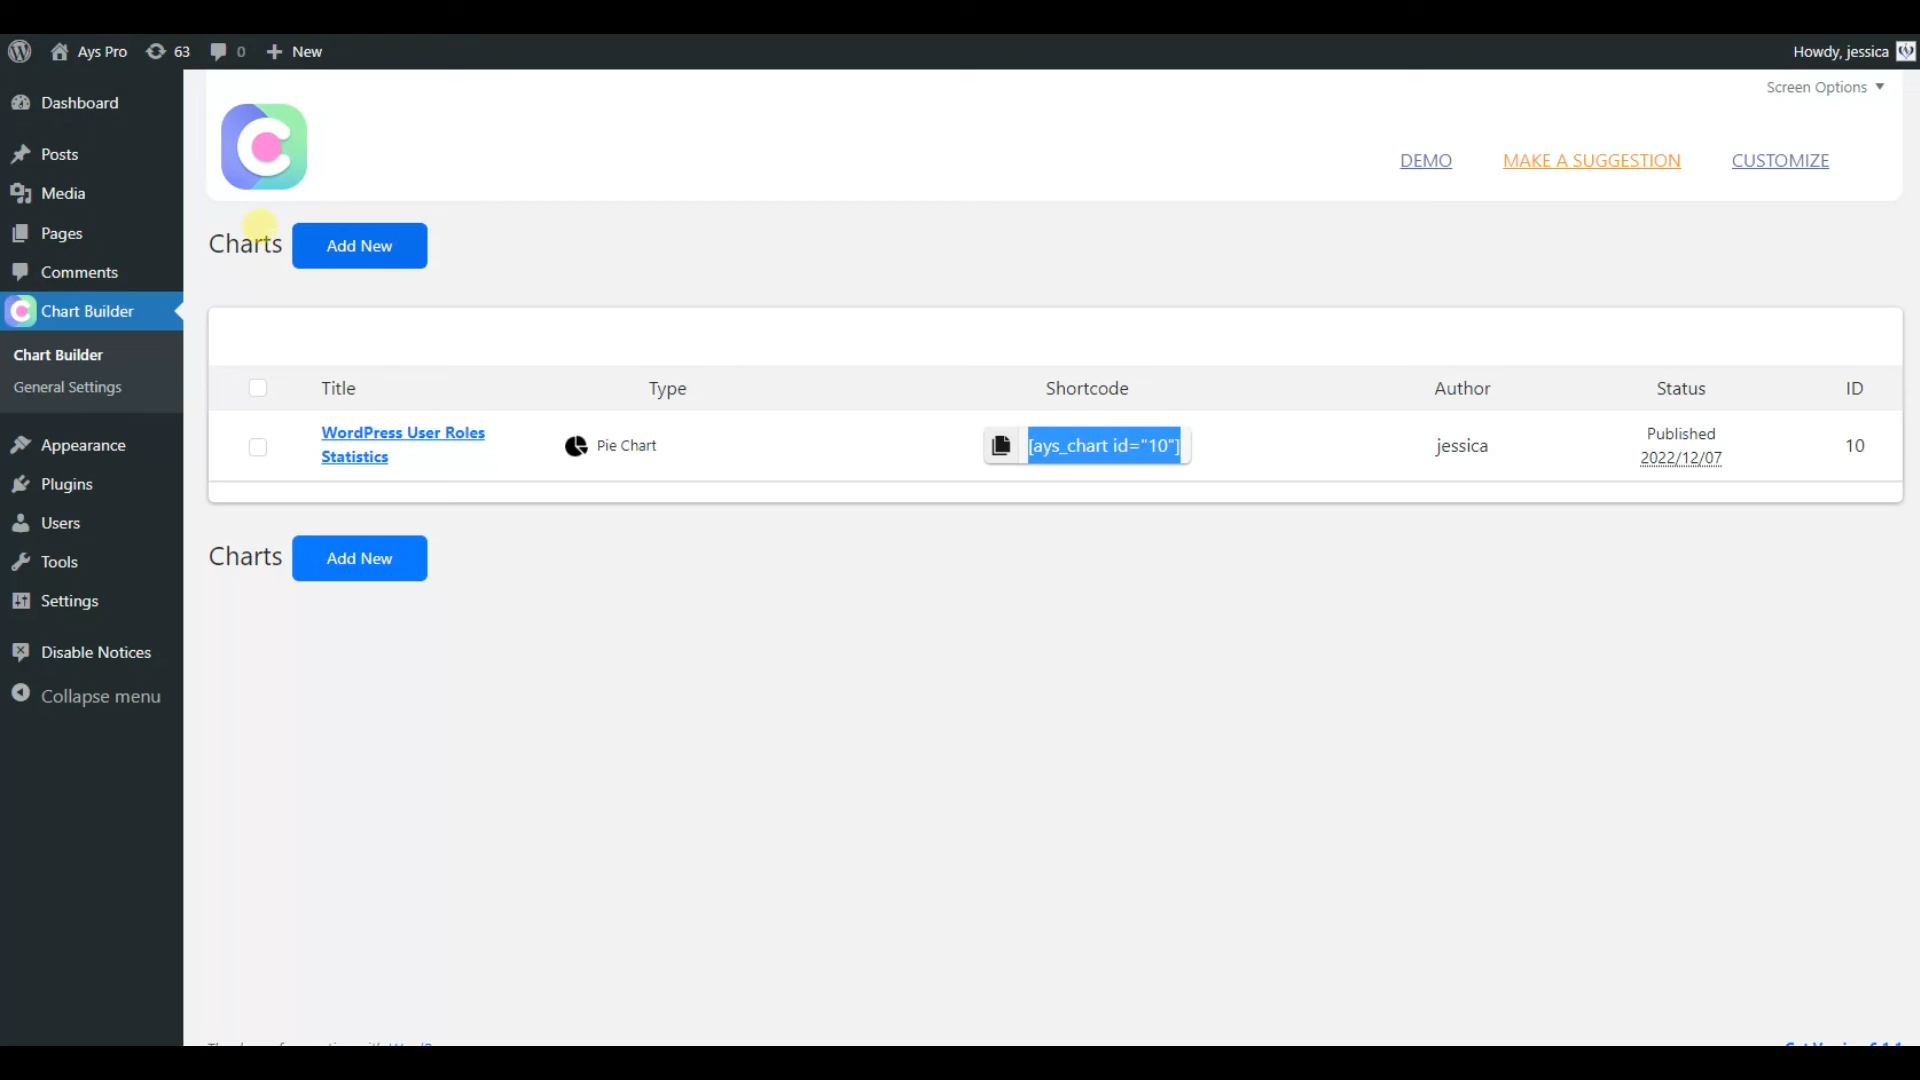 Ays Pro 63 0 New Howdy, jessica
Screen Options
Dashboard
Posts
Media
Pages
Comments
Chart Builder
Chart Builder
General Settings
Appearance
Plugins
Users
Tools
Settings
Disable Notices
Collapse menu
DEMO MAKE A SUGGESTION CUSTOMIZE
Charts Add New
Title Type Shortcode Author Status ID
WordPress User Roles
Statistics
Pie Chart
[ays_chart id="10"]
jessica
Published
2022/12/07
10
Charts Add New